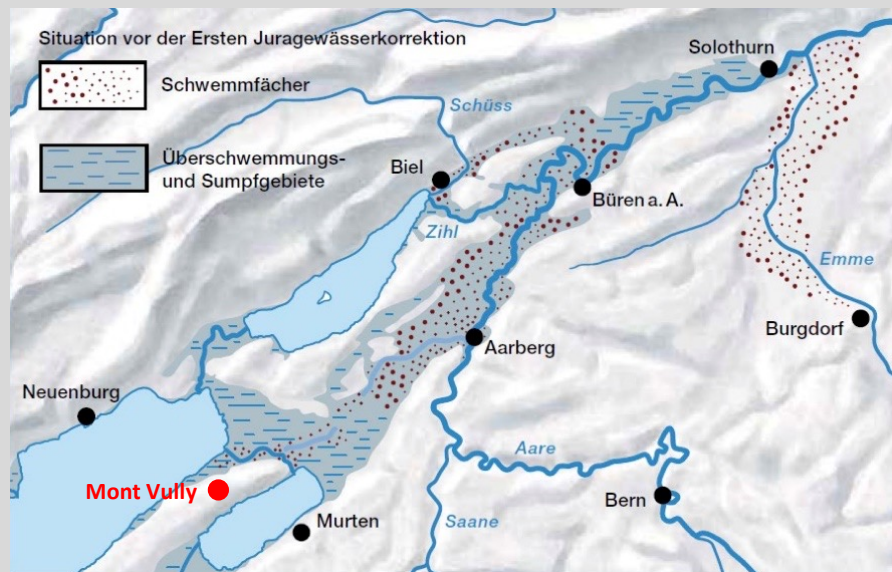 Situation vor der Ersten Juragewässerkorrektion
Schwemmfächer
Überschwemmungs-
und Sumpfgebiete
Solothurn
Schüss
Biel
Büren a. A.
Zihl
Emme
Burgdorf
Aarberg
Neuenburg
Aare
Mont Vully
Bern
Murten
Saane